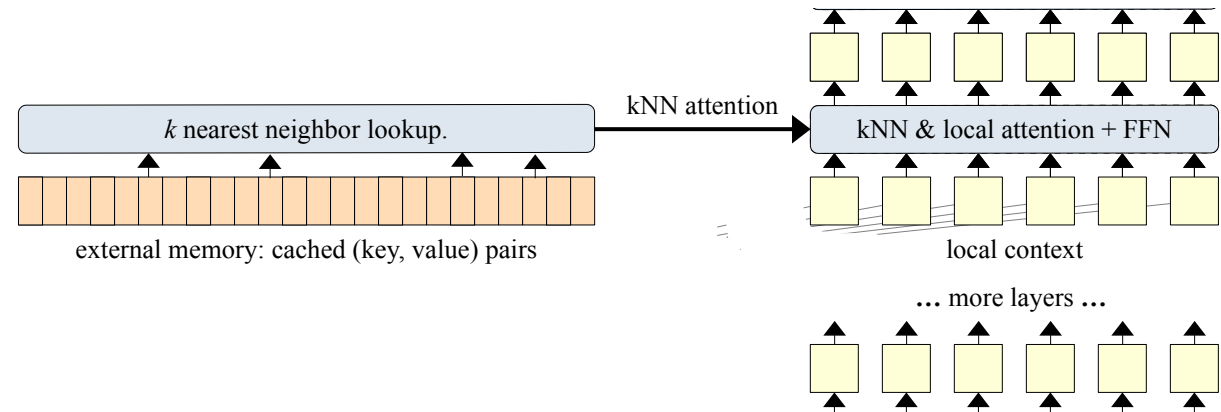 kNN attention
k nearest neighbor lookup.
kNN & local attention + FFN
external memory: cached (key, value) pairs
local context
... more layers ...